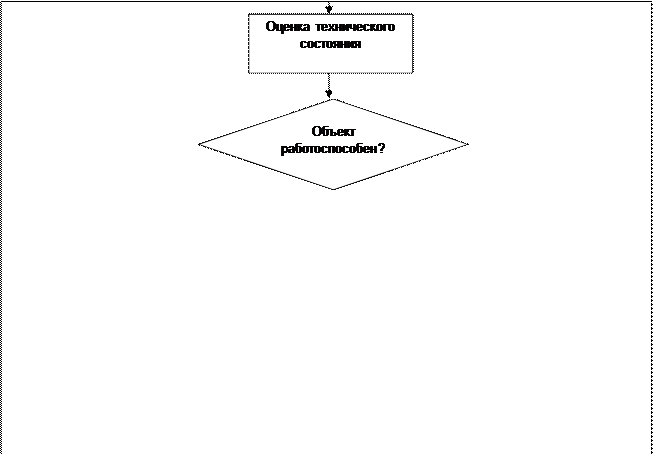 Оценка технического
состояния
Объект
работоспособен?